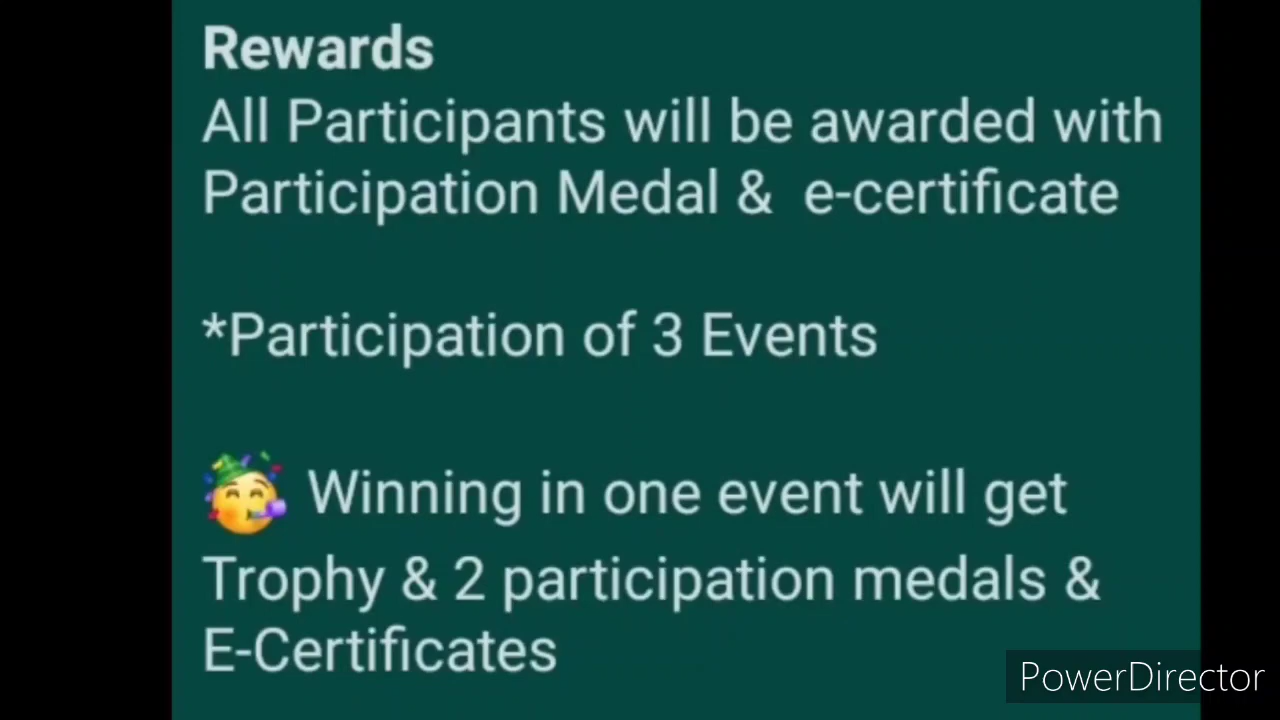 Rewards
All Participants will be awarded with
Participation Medal & e-certificate
*Participation of 3 Events
🥳 Winning in one event will get
Trophy & 2 participation medals &
E-Certificates
PowerDirector